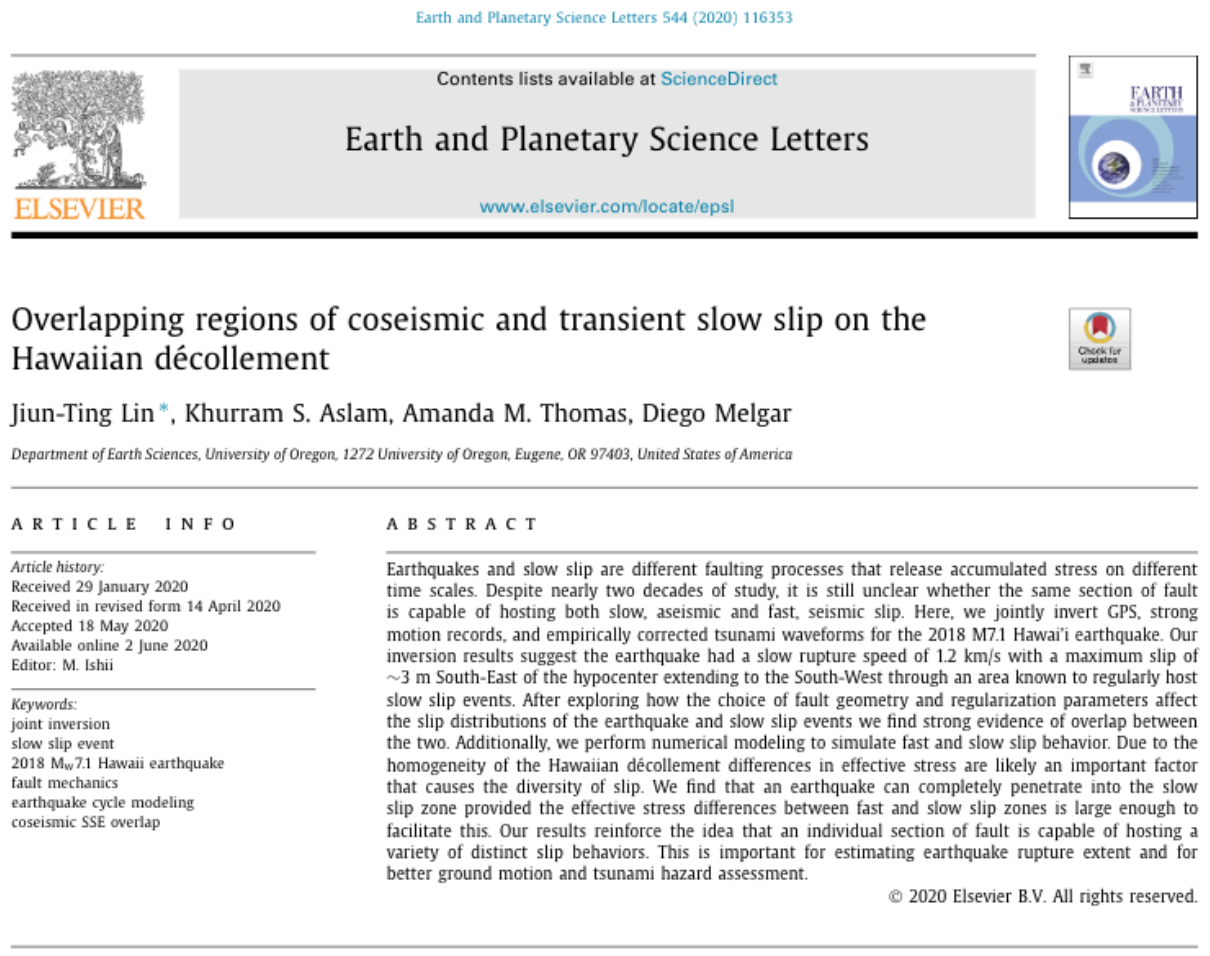 Earth and Planetary Science Letters 544 (2020) 116353
Contents lists available at ScienceDirect
Earth and Planetary Science Letters
www.elsevier.com/locate/epsl
ELSEVIER
EARTH
& PLANETARY
SCIENCE LETTERS
Overlapping regions of coseismic and transient slow slip on the
Hawaiian décollement
Check for
updates
Jiun-Ting Lin *, Khurram S. Aslam, Amanda M. Thomas, Diego Melgar
Department of Earth Sciences, University of Oregon, 1272 University of Oregon, Eugene, OR 97403, United States of America
ARTICLE INFO
Article history:
Received 29 January 2020
Received in revised form 14 April 2020
Accepted 18 May 2020
Available online 2 June 2020
Editor: M. Ishii
Keywords:
joint inversion
slow slip event
2018 Mw7.1 Hawaii earthquake
fault mechanics
earthquake cycle modeling
coseismic SSE overlap
ABSTRACT
Earthquakes and slow slip are different faulting processes that release accumulated stress on different
time scales. Despite nearly two decades of study, it is still unclear whether the same section of fault
is capable of hosting both slow, aseismic and fast, seismic slip. Here, we jointly invert GPS, strong
motion records, and empirically corrected tsunami waveforms for the 2018 M7.1 Hawai'i earthquake. Our
inversion results suggest the earthquake had a slow rupture speed of 1.2 km/s with a maximum slip of
∼3 m South-East of the hypocenter extending to the South-West through an area known to regularly host
slow slip events. After exploring how the choice of fault geometry and regularization parameters affect
the slip distributions of the earthquake and slow slip events we find strong evidence of overlap between
the two. Additionally, we perform numerical modeling to simulate fast and slow slip behavior. Due to the
homogeneity of the Hawaiian décollement differences in effective stress are likely an important factor
that causes the diversity of slip. We find that an earthquake can completely penetrate into the slow
slip zone provided the effective stress differences between fast and slow slip zones is large enough to
facilitate this. Our results reinforce the idea that an individual section of fault is capable of hosting a
variety of distinct slip behaviors. This is important for estimating earthquake rupture extent and for
better ground motion and tsunami hazard assessment.
© 2020 Elsevier B.V. All rights reserved.